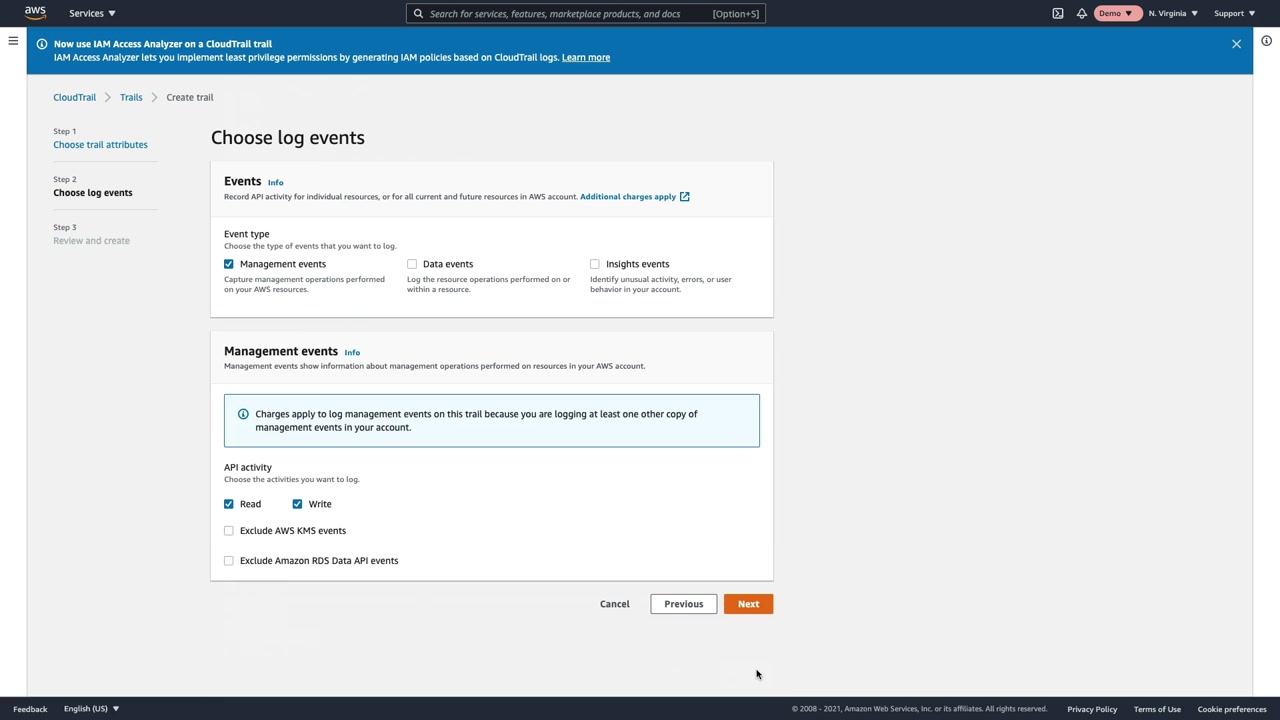 aws
Services
Search for services, features, marketplace products, and docs
[Option+S]
Demo
N. Virginia
Support
Now use IAM Access Analyzer on a CloudTrail trail
IAM Access Analyzer lets you implement least privilege permissions by generating IAM policies based on CloudTrail logs. Learn more
CloudTrail
Trails
Create trail
Step 1
Choose trail attributes
Step 2
Choose log events
Step 3
Review and create
Choose log events
Events Info
Record API activity for individual resources, or for all current and future resources in AWS account. Additional charges apply
Event type
Choose the type of events that you want to log.
Management events
Capture management operations performed
on your AWS resources.
Data events
Log the resource operations performed on or
within a resource.
Insights events
Identify unusual activity, errors, or user
behavior in your account.
Management events Info
Management events show information about management operations performed on resources in your AWS account.
Charges apply to log management events on this trail because you are logging at least one other copy of
management events in your account.
API activity
Choose the activities you want to log.
Read
Write
Exclude AWS KMS events
Exclude Amazon RDS Data API events
Cancel
Previous
Next
Feedback
English (US)
© 2008 - 2021, Amazon Web Services, Inc. or its affiliates. All rights reserved.
Privacy Policy
Terms of Use
Cookie preferences